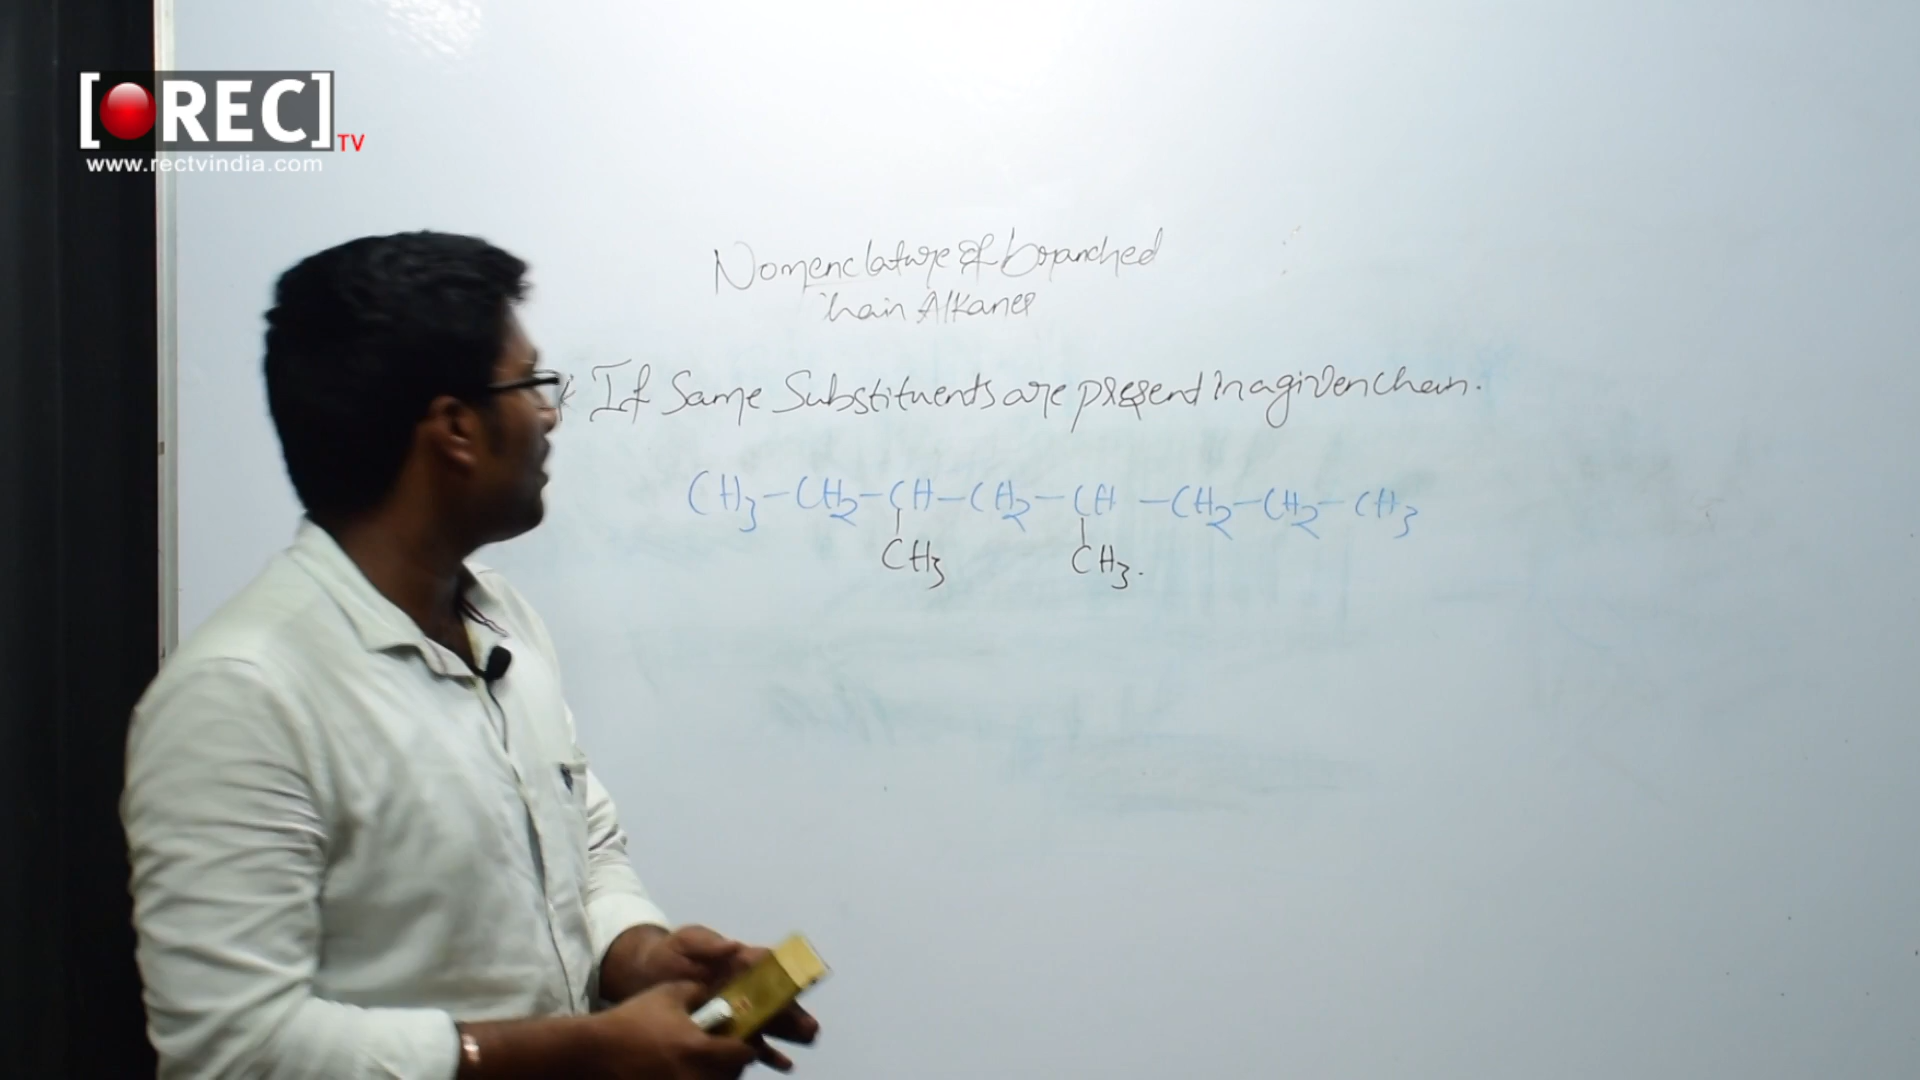 [REC]
TV
www.rectvindia.com
Nomenclature of branched
chain Alkanes
* If Same Substituents are present in a given chain.
CH3-CH2-CH-CH2-CH-CH2-CH2-CH3
CH3 CH3.